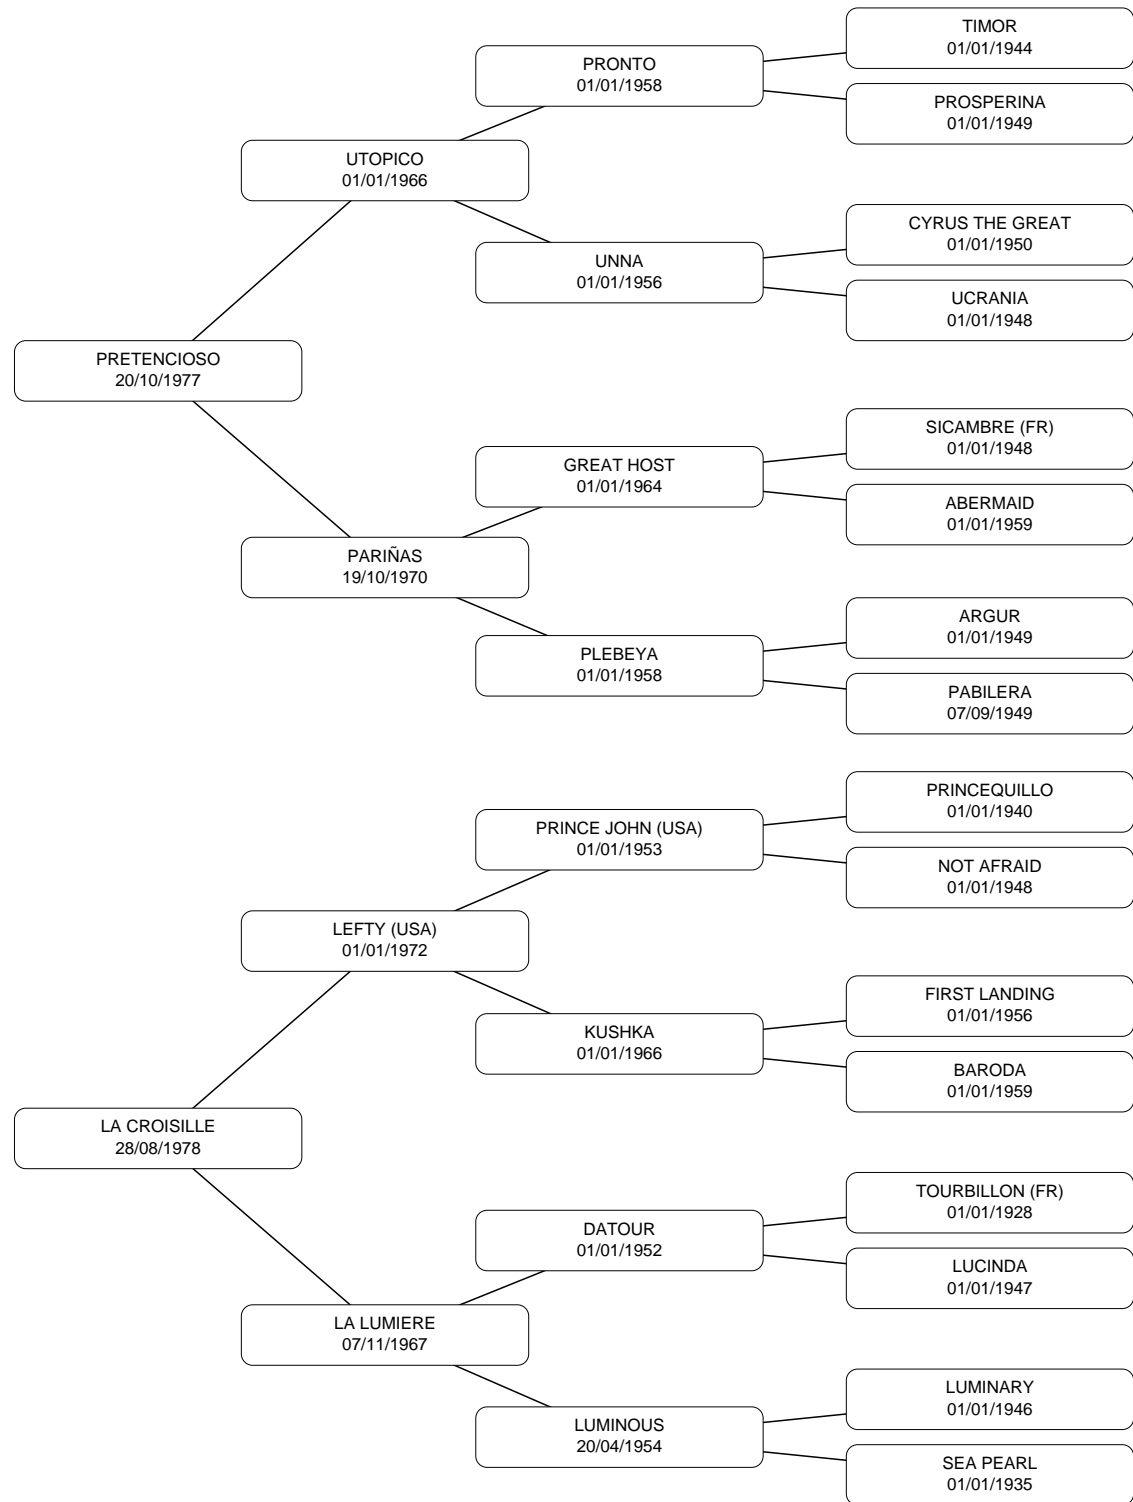 TIMOR
01/01/1944
PRONTO
01/01/1958
PROSPERINA
01/01/1949
UTOPICO
01/01/1966
CYRUS THE GREAT
01/01/1950
UNNA
01/01/1956
UCRANIA
01/01/1948
PRETENCIOSO
20/10/1977
SICAMBRE (FR)
01/01/1948
GREAT HOST
01/01/1964
ABERMAID
01/01/1959
PARIÑAS
19/10/1970
ARGUR
01/01/1949
PLEBEYA
01/01/1958
PABILERA
07/09/1949
PRINCEQUILLO
01/01/1940
PRINCE JOHN (USA)
01/01/1953
NOT AFRAID
01/01/1948
LEFTY (USA)
01/01/1972
FIRST LANDING
01/01/1956
KUSHKA
01/01/1966
BARODA
01/01/1959
LA CROISILLE
28/08/1978
TOURBILLON (FR)
01/01/1928
DATOUR
01/01/1952
LUCINDA
01/01/1947
LA LUMIERE
07/11/1967
LUMINARY
01/01/1946
LUMINOUS
20/04/1954
SEA PEARL
01/01/1935